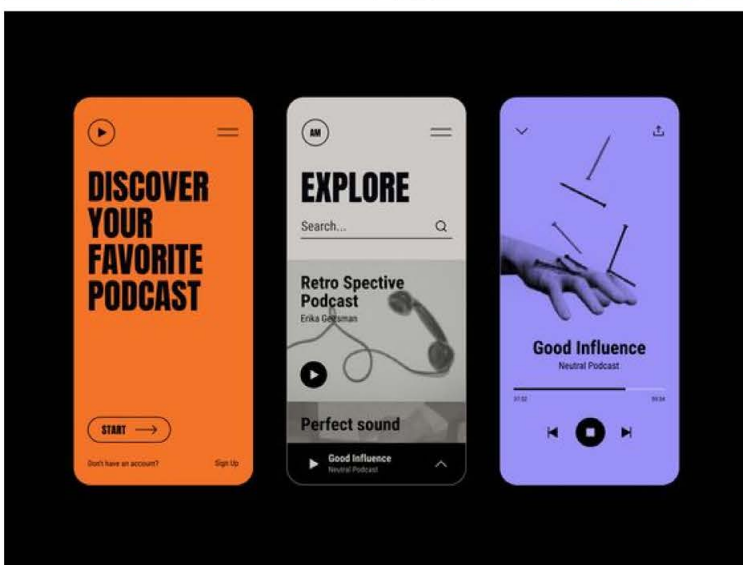 DISCOVER
YOUR
FAVORITE
PODCAST
START
Don't have an account? Sign Up
AM
EXPLORE
Search...
Retro Spective
Podcast
Perfect sound
Good Influence
Neutral Podcast
Good Influence
Neutral Podcast